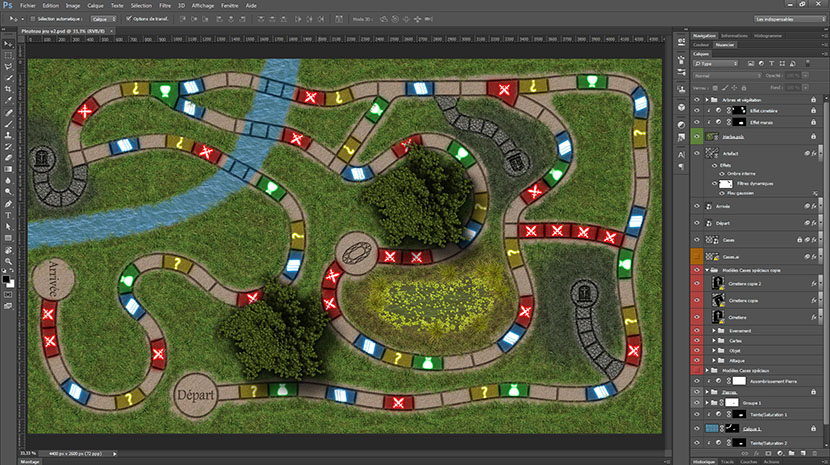 Ps Fichier Edition Image Calque Texte Sélection Filtre 3D Affichage Fenêtre Aide
Sélection automatique : Calque Options de transf. Mode 3D : Les indispensables
Plateau jeu v2.psd @ 33,3% (RVB/8)
Navigation Informations Histogramme
Couleur Nuancier
Calques
Type
Normal Opacité :
Verrou : Fond :
Arbres et végétation
Effet cimetière
Effet marais
Herbe.psb
Artefact
Effets
Ombre interne
Filtres dynamiques
Flou gaussien
Arrivée
Départ
Cases
Cases.ai
Modèles Cases spéciaux copie
Cimetière copie 2
Cimetière copie
Cimetière
Evenement
Cartes
Objet
Attaque
Modèles Cases spéciaux
Assombrissement Pierre
Pierres
Groupe 1
Teinte/Saturation 1
Calque 1
Teinte/Saturation 2
Arrivée
Départ
33,33 % 4400 px x 2600 px (72 ppp)
Montage
Historique Tracés Couches Actions